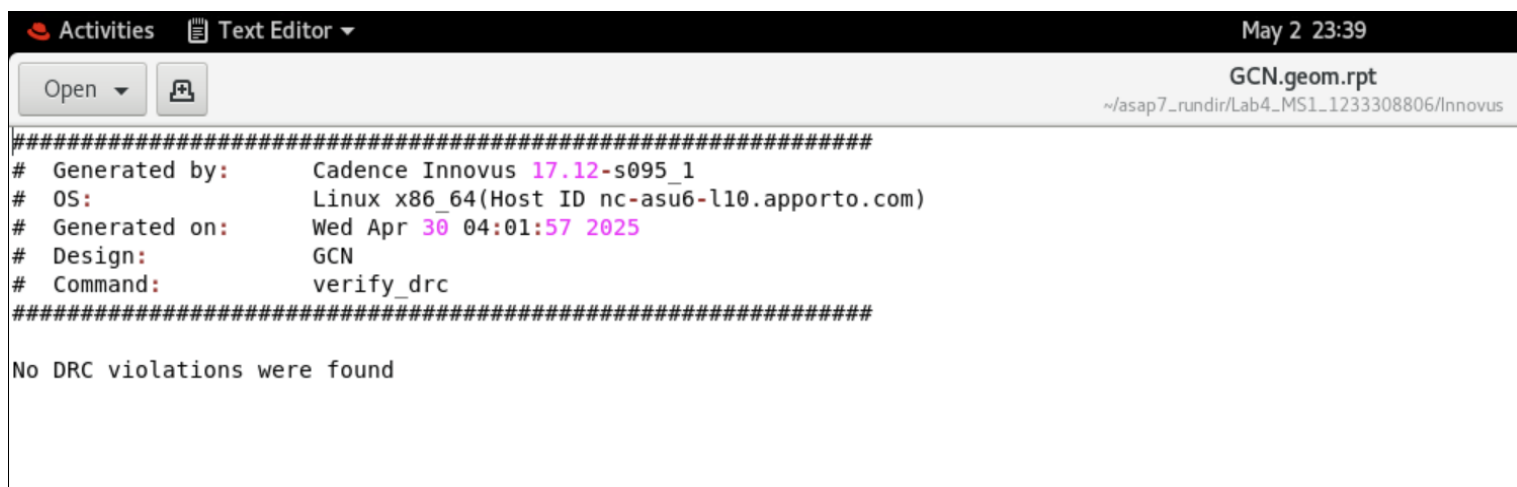 Activities Text Editor May 2 23:39
Open GCN.geom.rpt
~/asap7_rundir/Lab4_MS1_1233308806/Innovus
###############################################################
#  Generated by:      Cadence Innovus 17.12-s095_1
#  OS:                Linux x86_64(Host ID nc-asu6-l10.apporto.com)
#  Generated on:      Wed Apr 30 04:01:57 2025
#  Design:            GCN
#  Command:           verify_drc
###############################################################
No DRC violations were found